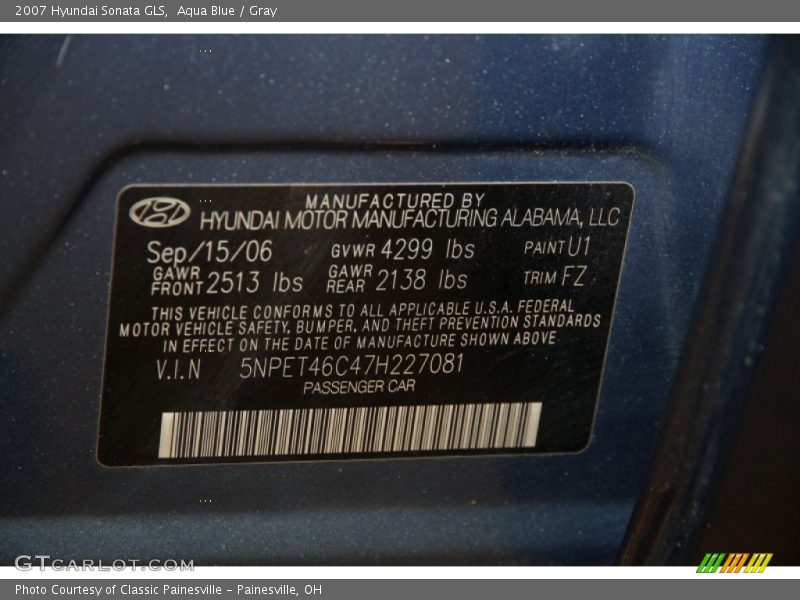 2007 Hyundai Sonata GLS,  Aqua Blue / Gray
MANUFACTURED BY
HYUNDAI MOTOR MANUFACTURING ALABAMA, LLC
Sep/15/06 GVWR 4299 lbs PAINT U1
GAWR FRONT 2513 lbs GAWR REAR 2138 lbs TRIM FZ
THIS VEHICLE CONFORMS TO ALL APPLICABLE U.S.A. FEDERAL
MOTOR VEHICLE SAFETY, BUMPER, AND THEFT PREVENTION STANDARDS
IN EFFECT ON THE DATE OF MANUFACTURE SHOWN ABOVE
V.I.N 5NPET46C47H227081
PASSENGER CAR
GTCARLOT.COM
Photo Courtesy of Classic Painesville - Painesville, OH